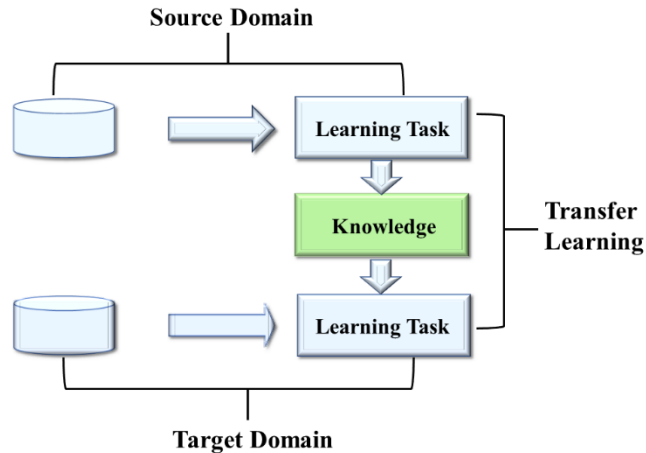 Source Domain
Learning Task
Knowledge
Transfer
Learning
Learning Task
Target Domain